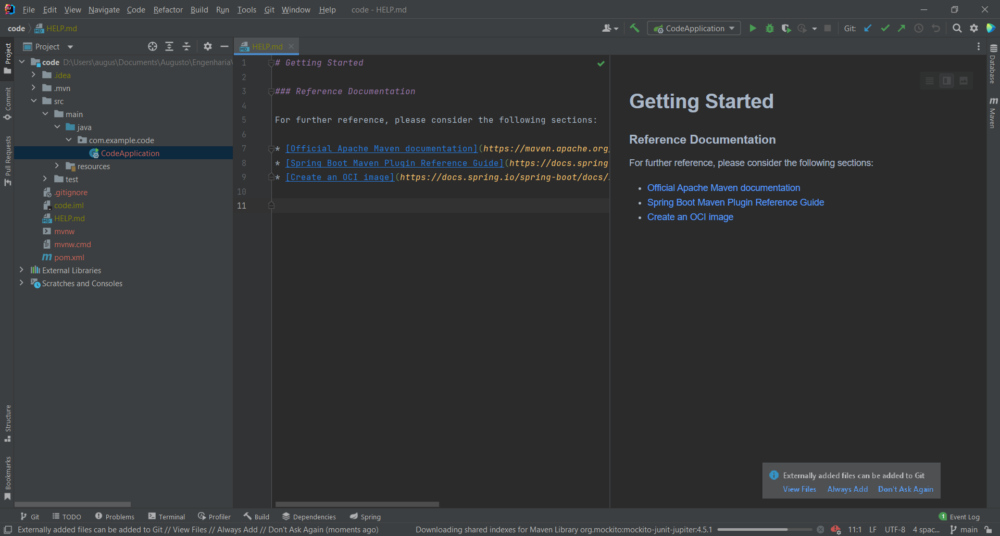 File Edit View Navigate Code Refactor Build Run Tools Git Window Help code - HELP.md
code HELP.md CodeApplication Git:
Project HELP.md
Project
Commit
Pull Requests
Structure
Bookmarks
code D:\Users\augus\Documents\Augusto\Engenharia\
.idea
.mvn
src
main
java
com.example.code
CodeApplication
resources
test
.gitignore
code.iml
HELP.md
mvnw
mvnw.cmd
pom.xml
External Libraries
Scratches and Consoles
1 # Getting Started
2
3 ### Reference Documentation
4
5 For further reference, please consider the following sections:
6
7 * [Official Apache Maven documentation](https://maven.apache.org/
8 * [Spring Boot Maven Plugin Reference Guide](https://docs.spring
9 * [Create an OCI image](https://docs.spring.io/spring-boot/docs/
10
11
Getting Started
Reference Documentation
For further reference, please consider the following sections:
• Official Apache Maven documentation
• Spring Boot Maven Plugin Reference Guide
• Create an OCI image
Database
Maven
Externally added files can be added to Git
View Files Always Add Don't Ask Again
Git TODO Problems Terminal Profiler Build Dependencies Spring 1 Event Log
Externally added files can be added to Git // View Files // Always Add // Don't Ask Again (moments ago) Downloading shared indexes for Maven Library org.mockito:mockito-junit-jupiter:4.5.1 11:1 LF UTF-8 4 spac... main